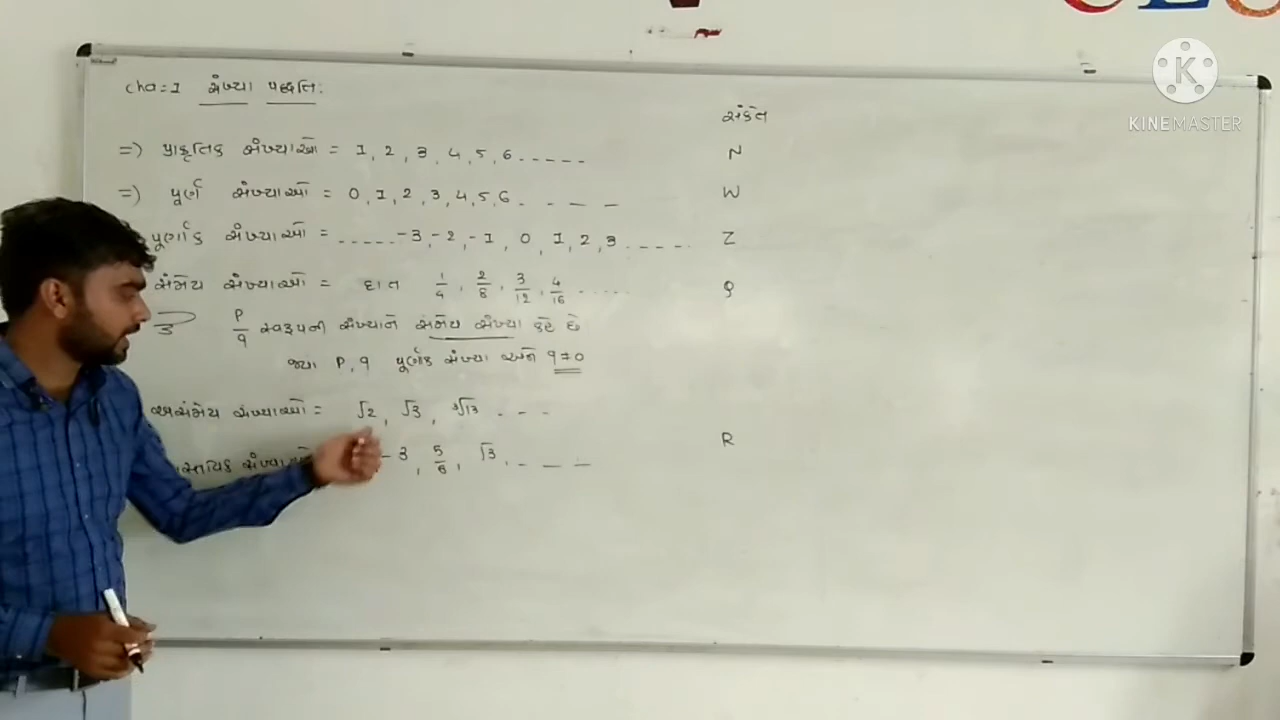 cha=1 સંખ્યા પદ્ધતિ:
સંકેત
=) પ્રાકૃતિક સંખ્યાઓ = 1, 2, 3, 4, 5, 6 - - - - -
N
=) પૂર્ણ સંખ્યાઓ = 0, 1, 2, 3, 4, 5, 6 - - - -
W
પૂર્ણાંક સંખ્યાઓ = - - - - - -3, -2, -1, 0, 1, 2, 3 - - - - -
Z
સંમેય સંખ્યાઓ = દા.ત 1/4, 2/8, 3/12, 4/16 - - - - -
Q
P/q સ્વરૂપની સંખ્યાને સંમેય સંખ્યા કહે છે
જ્યાં P, q પૂર્ણાંક સંખ્યા અને q≠0
અસંમેય સંખ્યાઓ = √2, √3, ³√13 - - -
-3, 5/6, √3, - - -
R
KINEMASTER